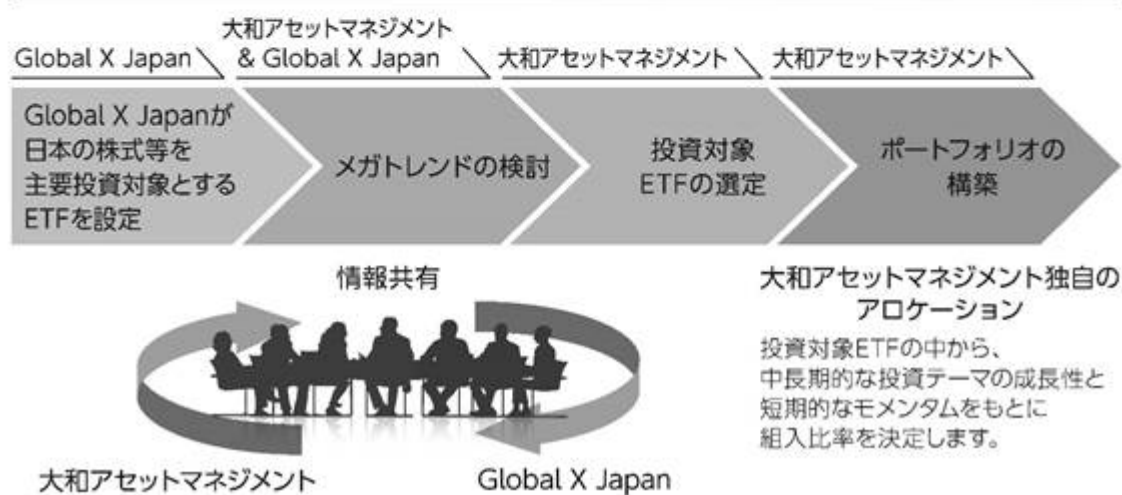 Global X Japan
大和アセットマネジメント
& Global X Japan
大和アセットマネジメント
大和アセットマネジメント
Global X Japanが
日本の株式等を
主要投資対象とする
ETFを設定
メガトレンドの検討
投資対象
ETFの選定
ポートフォリオの
構築
情報共有
大和アセットマネジメント
Global X Japan
大和アセットマネジメント独自の
アロケーション
投資対象ETFの中から、
中長期的な投資テーマの成長性と
短期的なモメンタムをもとに
組入比率を決定します。